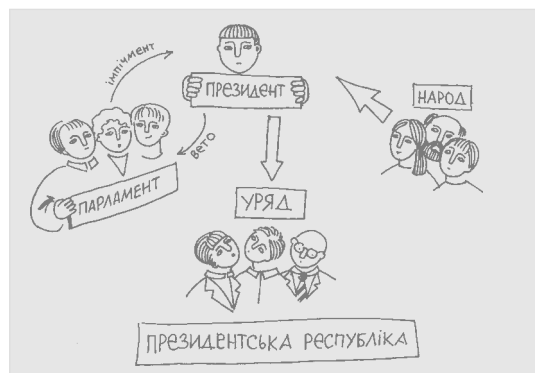 імпічмент
ПРЕЗИДЕНТ
НАРОД
вето
ПАРЛАМЕНТ
УРЯД
ПРЕЗИДЕНТСЬКА РЕСПУБЛІКА